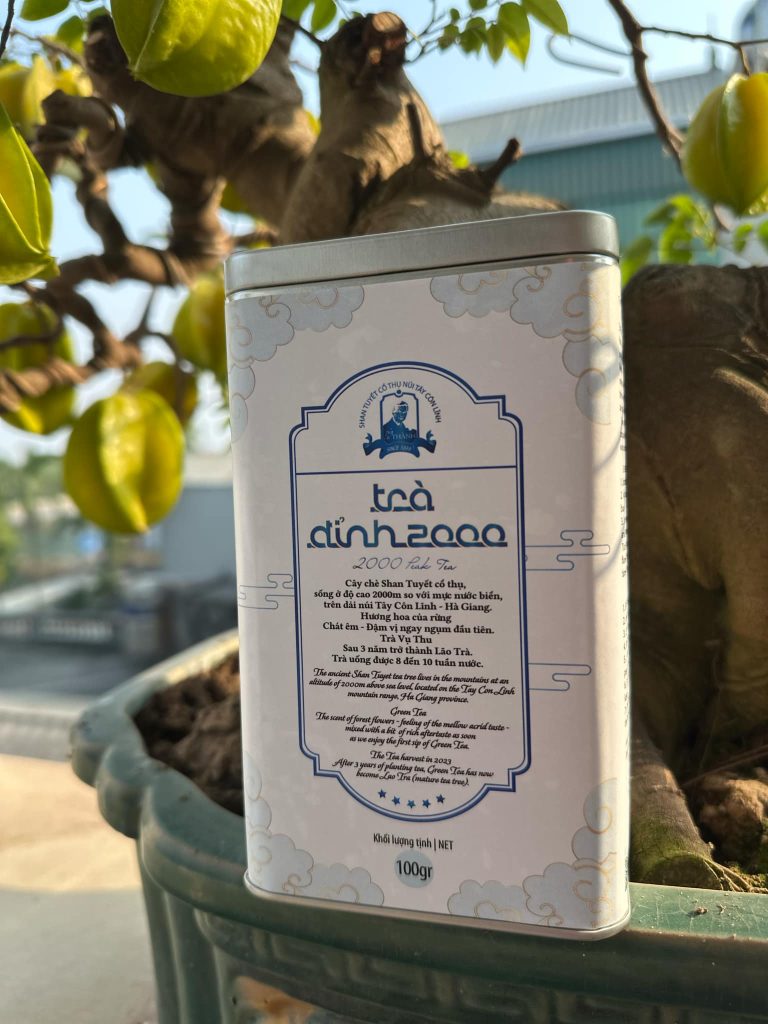 SHAN TUYẾT CỔ THỤ NÚI TÂY CÔN LĨNH
THÀNH
trà
đỉnh 2000
2000 Peak Tea
Cây chè Shan Tuyết cổ thụ,
sống ở độ cao 2000m so với mực nước biển,
trên dải núi Tây Côn Lĩnh - Hà Giang.
Hương hoa của rừng
Chát êm - Đậm vị ngay ngụm đầu tiên.
Trà Vụ Thu
Sau 3 năm trở thành Lão Trà.
Trà uống được 8 đến 10 tuần nước.
The ancient Shan Tuyet tea tree lives in the mountains at an
altitude of 2000m above sea level, located on the Tay Con Linh
mountain range, Ha Giang province.
Green Tea
The scent of forest flowers - feeling of the mellow acrid taste -
mixed with a bit of rich aftertaste as soon
as we enjoy the first sip of Green Tea.
The Tea harvest in 2023
After 3 years of planting tea, Green Tea has now
become Lao Tra (mature tea tree).
Khối lượng tịnh | NET
100gr